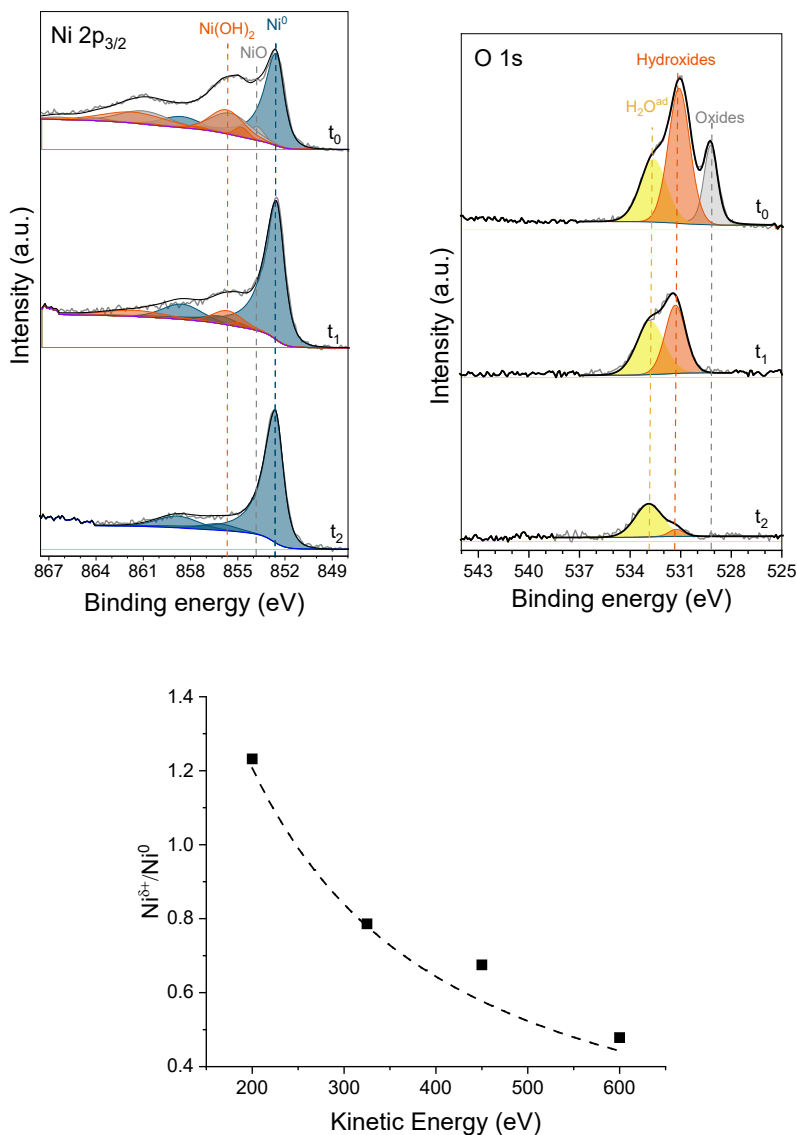 Ni 2p3/2
Ni(OH)2
Ni0
NiO
t0
t1
t2
Intensity (a.u.)
867 864 861 858 855 852 849
Binding energy (eV)
O 1s
Hydroxides
H2Oad
Oxides
t0
t1
t2
Intensity (a.u.)
543 540 537 534 531 528 525
Binding energy (eV)
1.4
1.2
1.0
0.8
0.6
0.4
Niδ+/Ni0
200 300 400 500 600
Kinetic Energy (eV)